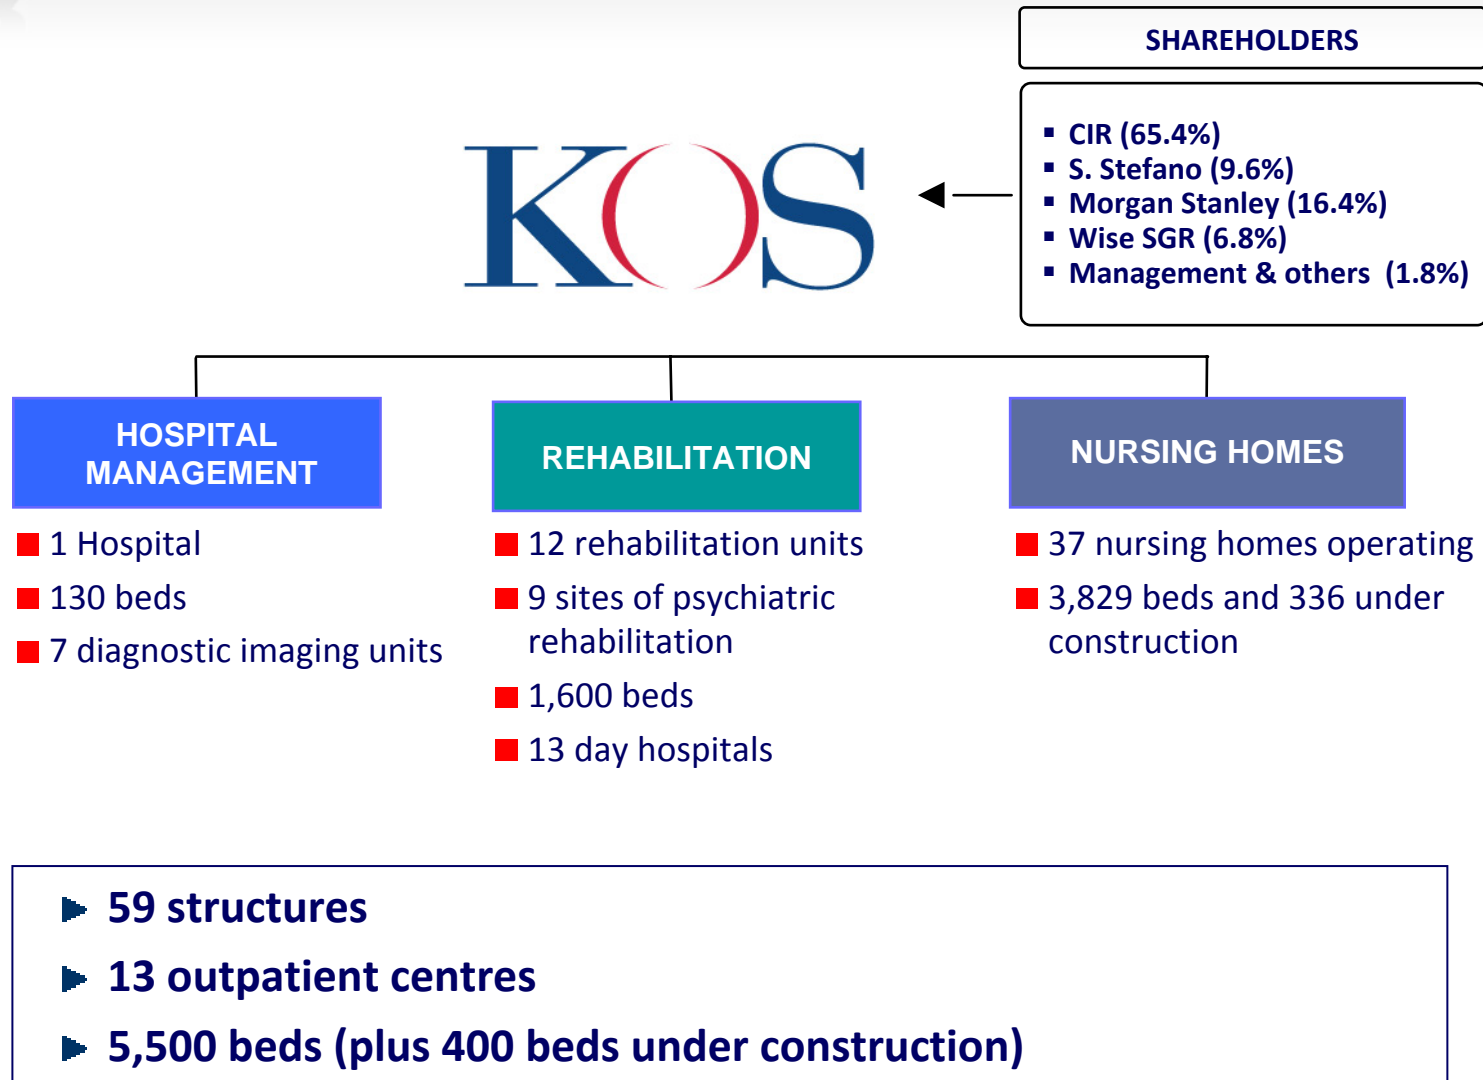 SHAREHOLDERS
▪ CIR (65.4%)
▪ S. Stefano (9.6%)
▪ Morgan Stanley (16.4%)
▪ Wise SGR (6.8%)
▪ Management & others (1.8%)
KOS
HOSPITAL
MANAGEMENT
■ 1 Hospital
■ 130 beds
■ 7 diagnostic imaging units
REHABILITATION
■ 12 rehabilitation units
■ 9 sites of psychiatric
rehabilitation
■ 1,600 beds
■ 13 day hospitals
NURSING HOMES
■ 37 nursing homes operating
■ 3,829 beds and 336 under
construction
► 59 structures
► 13 outpatient centres
► 5,500 beds (plus 400 beds under construction)